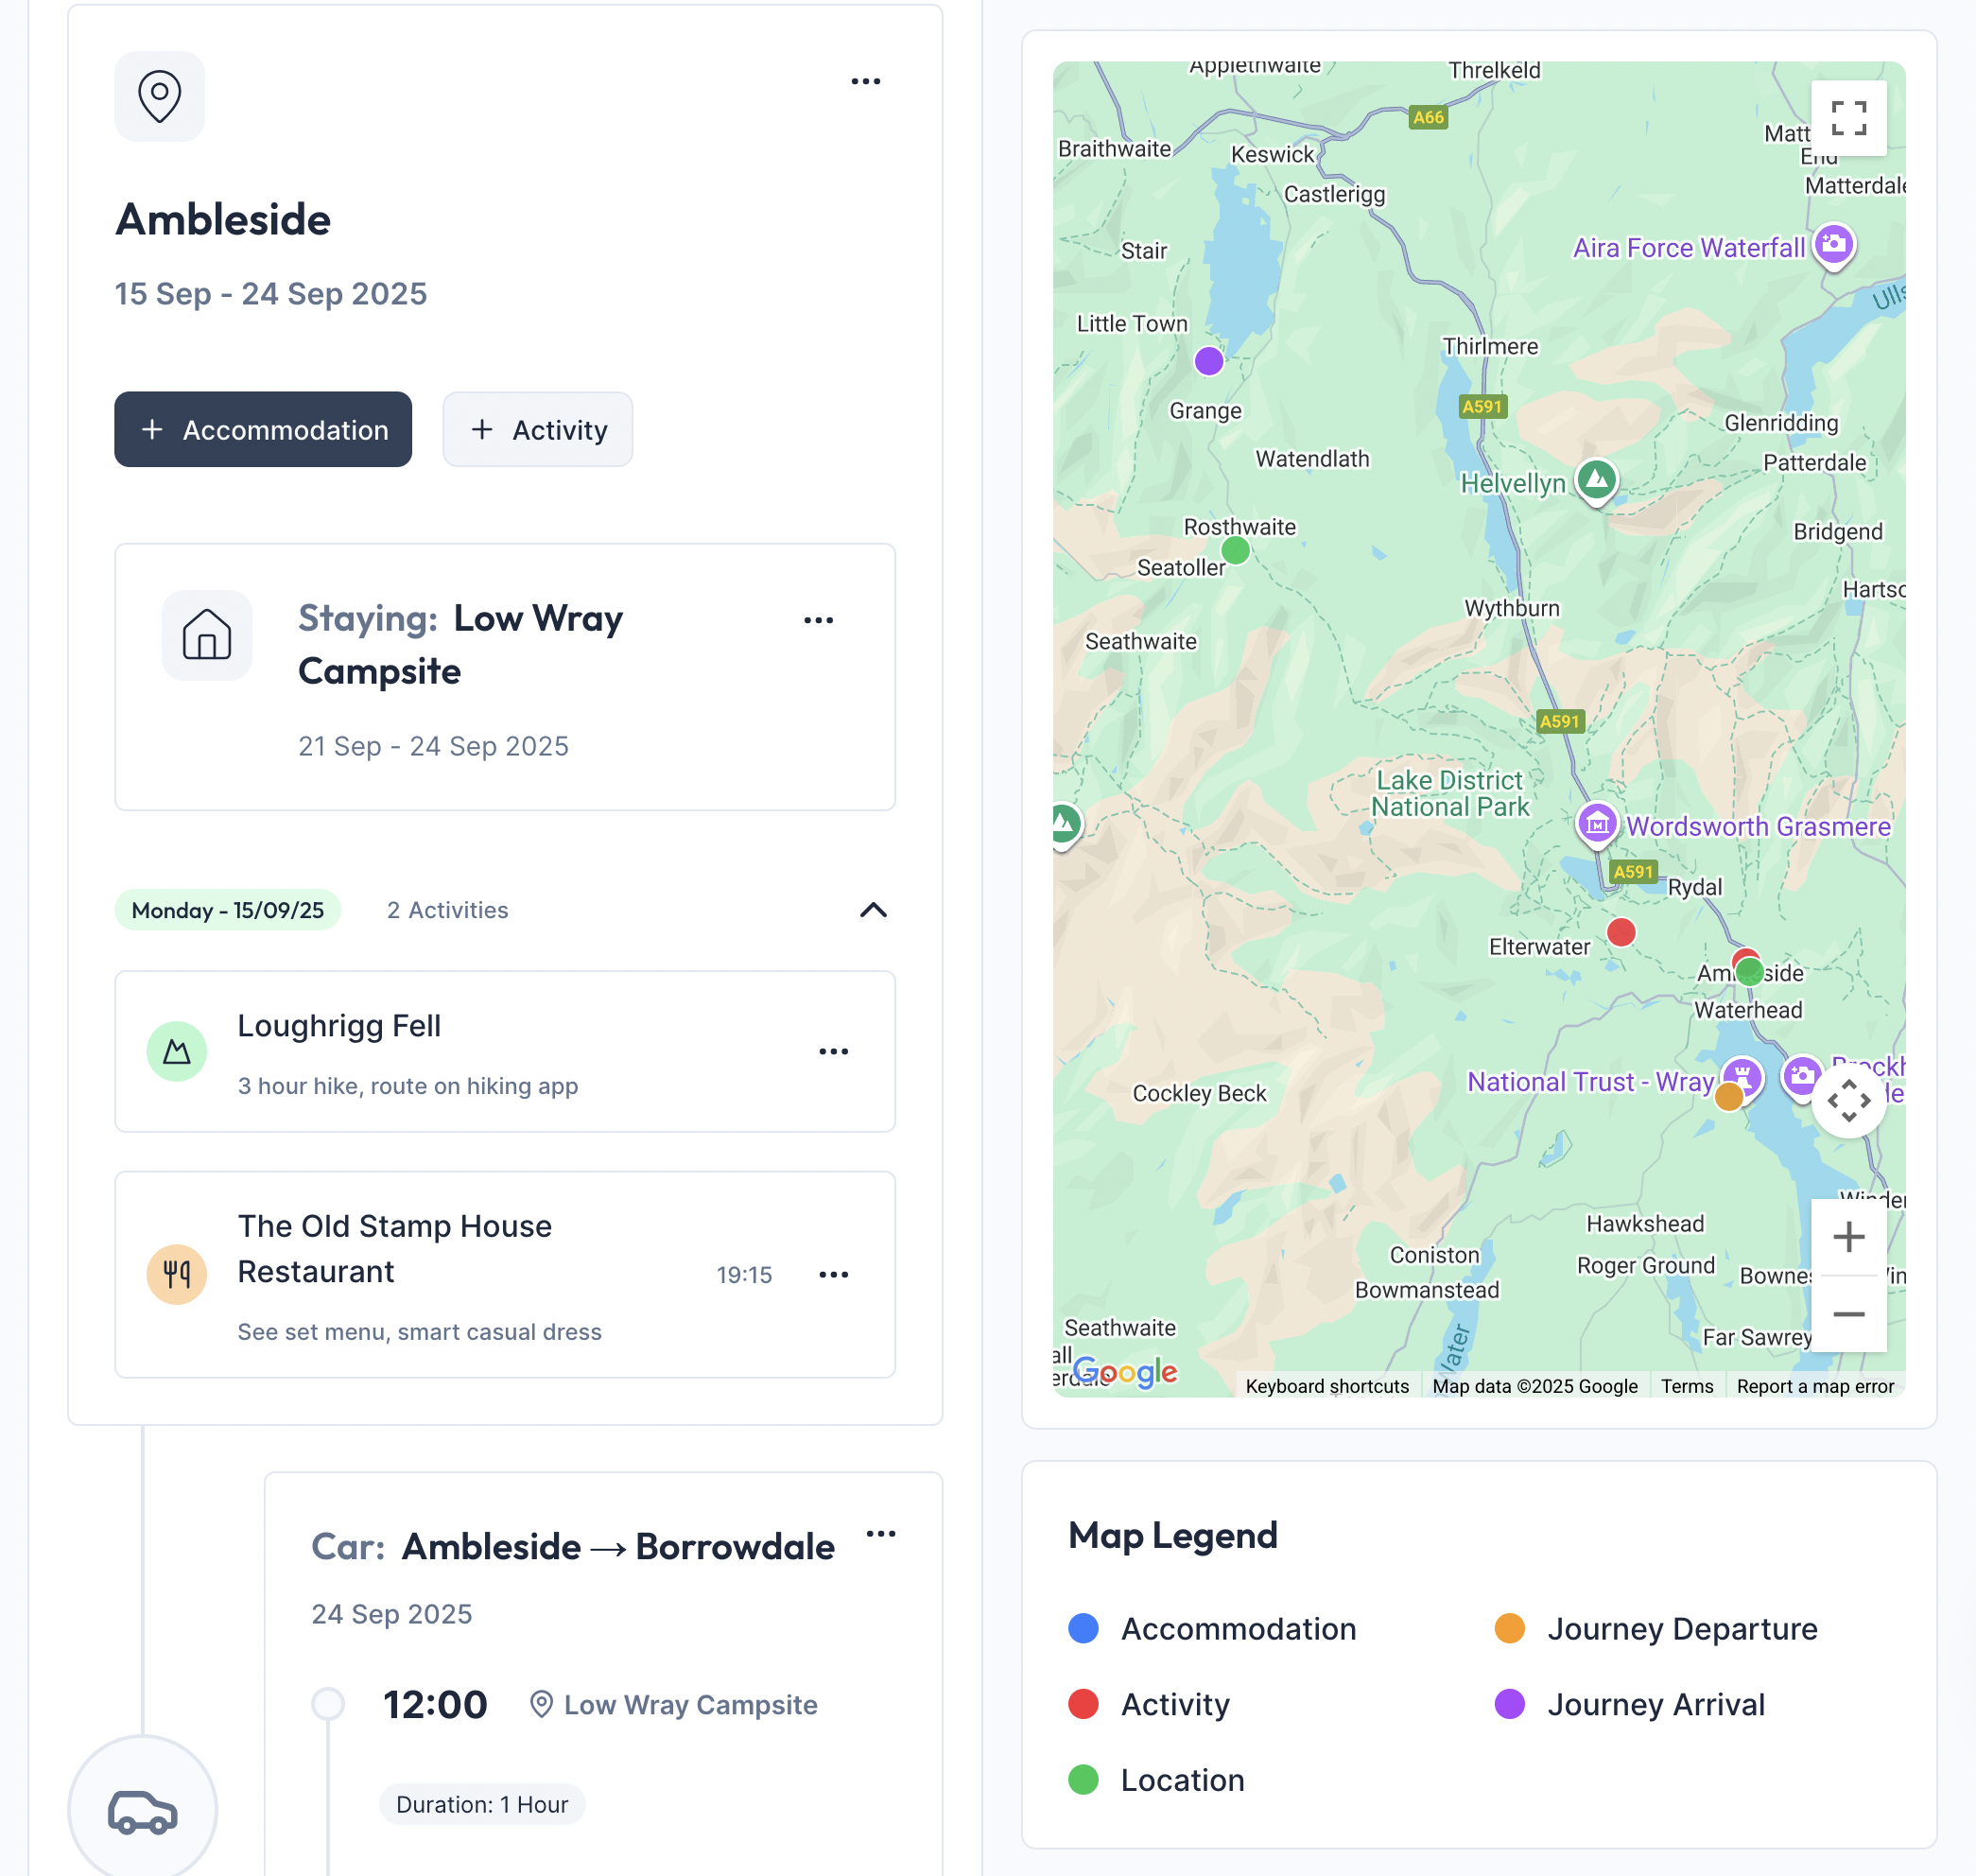 Ambleside
15 Sep - 24 Sep 2025
+ Accommodation
+ Activity
Staying: Low Wray
Campsite
21 Sep - 24 Sep 2025
Monday - 15/09/25
2 Activities
Loughrigg Fell
3 hour hike, route on hiking app
The Old Stamp House
Restaurant
19:15
See set menu, smart casual dress
Car: Ambleside → Borrowdale
24 Sep 2025
12:00
Low Wray Campsite
Duration: 1 Hour
Applethwaite
Threlkeld
A66
Braithwaite
Keswick
Castlerigg
Matt
End
Matterdale
Stair
Aira Force Waterfall
Ulls
Little Town
Thirlmere
A591
Grange
Glenridding
Watendlath
Patterdale
Helvellyn
Rosthwaite
Bridgend
Seatoller
Hartso
Wythburn
Seathwaite
A591
Lake District
National Park
Wordsworth Grasmere
A591
Rydal
Elterwater
Ambleside
Waterhead
National Trust - Wray
Brockh
Cockley Beck
Winder
Hawkshead
Coniston
Roger Ground
Bownes
Bowmanstead
Seathwaite
Far Sawrey
all
Water
Google
Keyboard shortcuts
Map data ©2025 Google
Terms
Report a map error
Map Legend
Accommodation
Journey Departure
Activity
Journey Arrival
Location